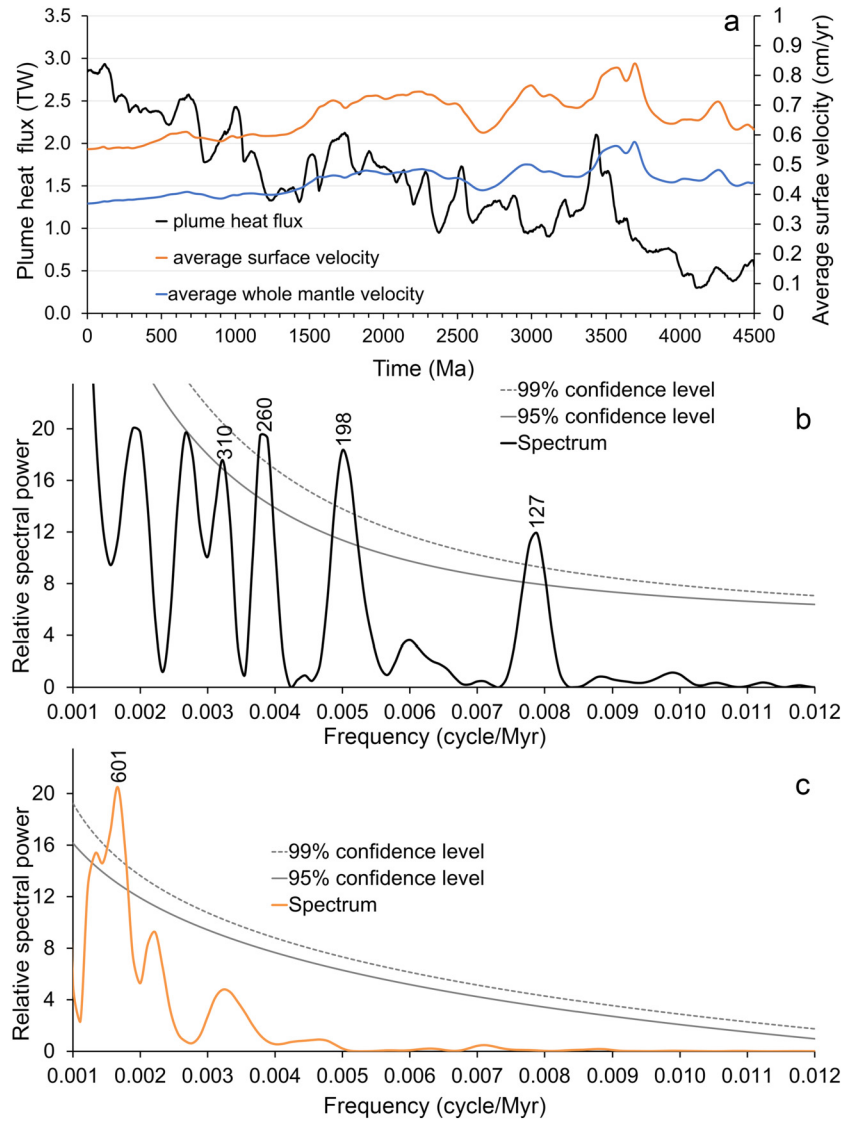 a
Plume heat flux (TW)
3.5
3.0
2.5
2.0
1.5
1.0
0.5
0.0
1
0.9
0.8
0.7
0.6
0.5
0.4
0.3
0.2
0.1
0
Average surfae velocity (cm/yr)
plume heat flux
average surface velocity
average whole mantle velocity
0 500 1000 1500 2000 2500 3000 3500 4000 4500
Time (Ma)
b
99% confidence level
95% confidence level
Spectrum
Relative spectral power
20
16
12
8
4
0
310
260
198
127
0.001 0.002 0.003 0.004 0.005 0.006 0.007 0.008 0.009 0.010 0.011 0.012
Frequency (cycle/Myr)
c
601
Relative spectral power
20
16
12
8
4
0
99% confidence level
95% confidence level
Spectrum
0.001 0.002 0.003 0.004 0.005 0.006 0.007 0.008 0.009 0.010 0.011 0.012
Frequency (cycle/Myr)